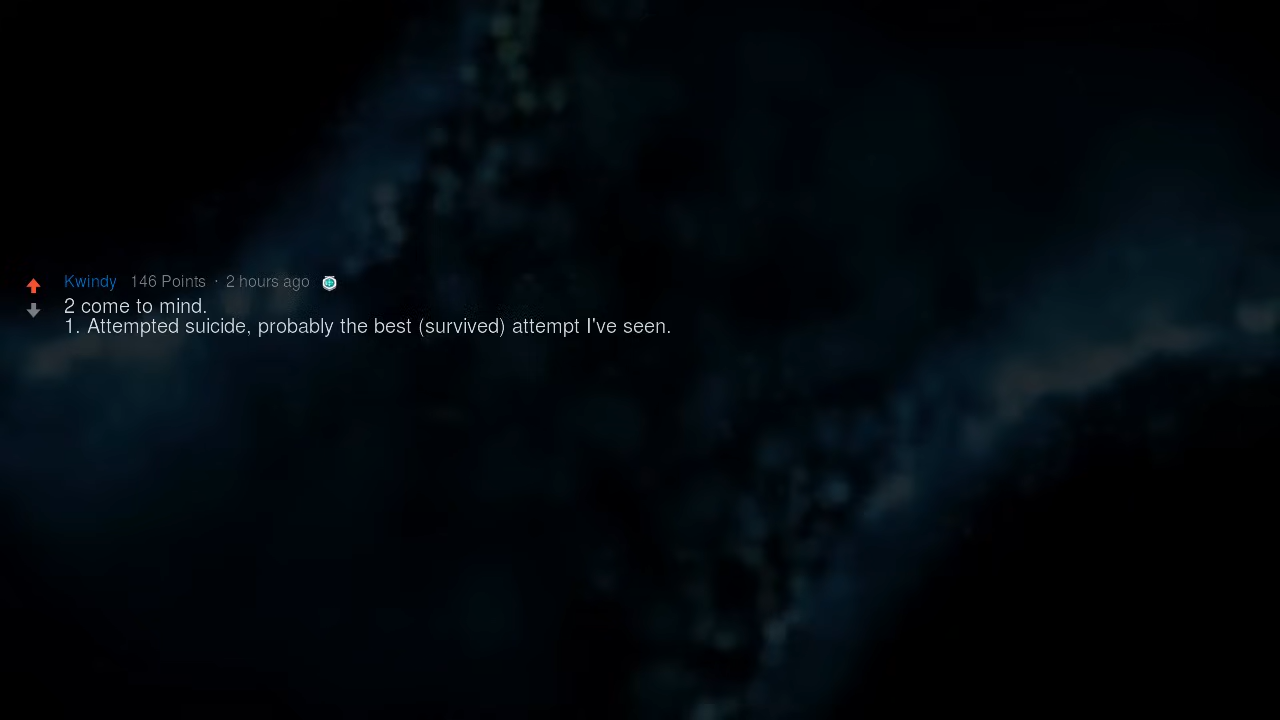 Kwindy 146 Points · 2 hours ago
2 come to mind.
1. Attempted suicide, probably the best (survived) attempt I've seen.